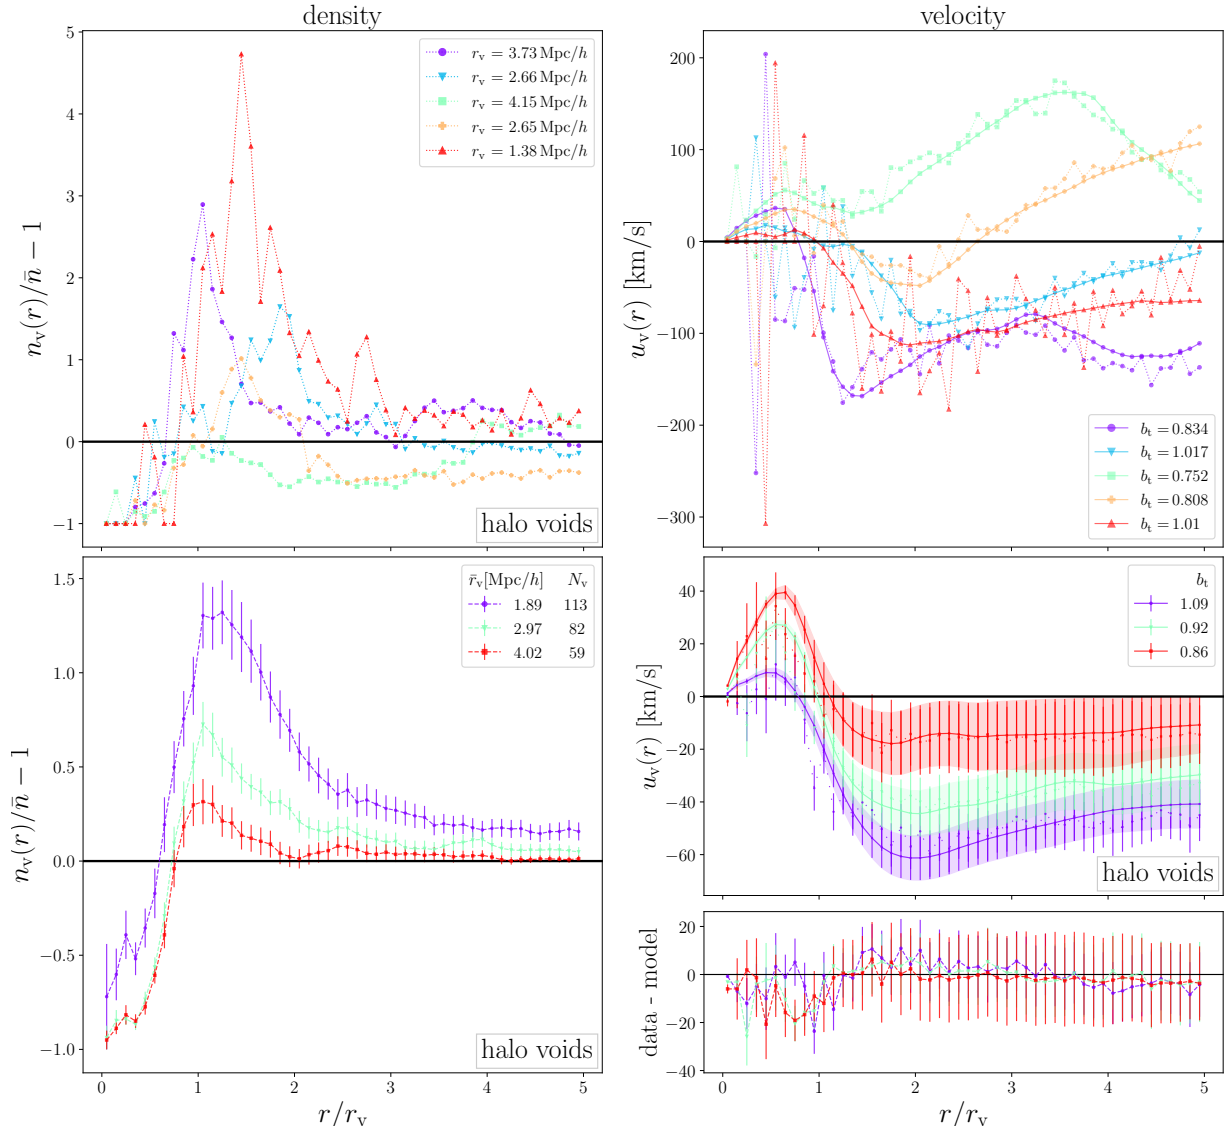 density
velocity
5
4
3
2
1
0
−1
n_v(r)/n̄ − 1
r_v = 3.73 Mpc/h
r_v = 2.66 Mpc/h
r_v = 4.15 Mpc/h
r_v = 2.65 Mpc/h
r_v = 1.38 Mpc/h
halo voids
200
100
0
−100
−200
−300
u_v(r) [km/s]
b_t = 0.834
b_t = 1.017
b_t = 0.752
b_t = 0.808
b_t = 1.01
1.5
1.0
0.5
0.0
−0.5
−1.0
n_v(r)/n̄ − 1
r̄_v[Mpc/h] N_v
1.89 113
2.97 82
4.02 59
halo voids
0 1 2 3 4 5
r/r_v
40
20
0
−20
−40
−60
u_v(r) [km/s]
b_t
1.09
0.92
0.86
halo voids
20
0
−20
−40
data - model
0 1 2 3 4 5
r/r_v